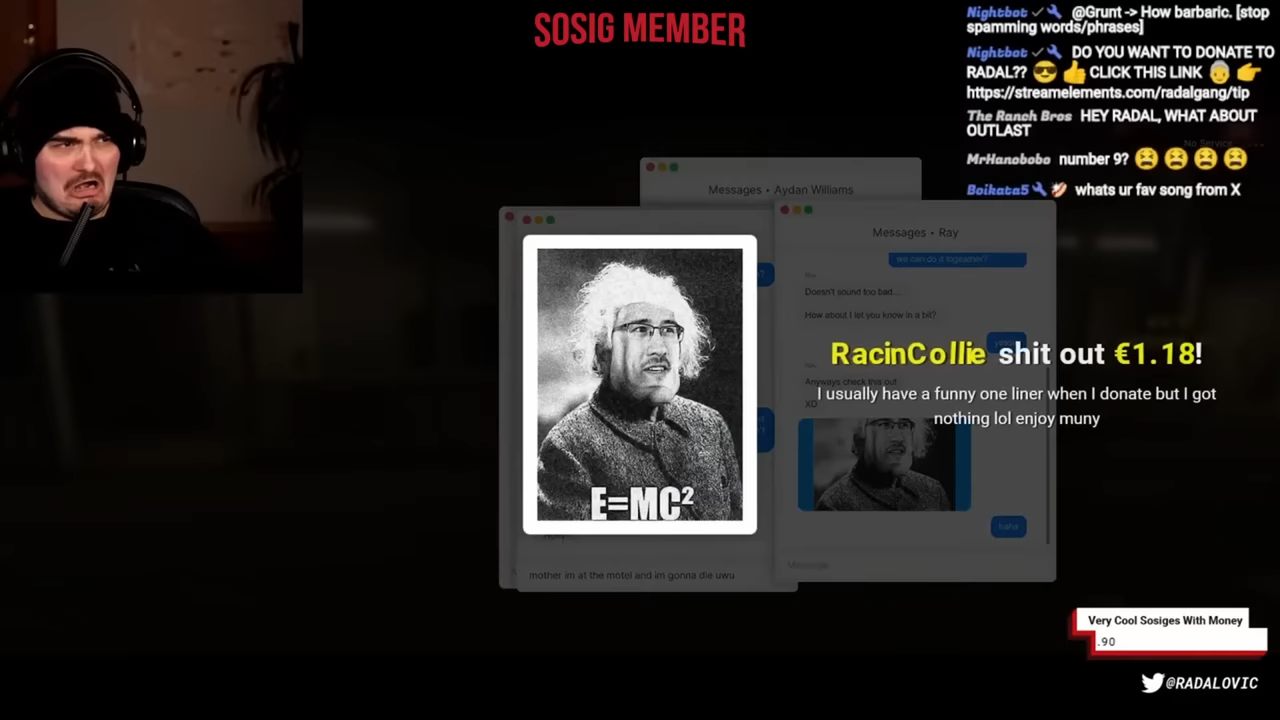 SOSIG MEMBER
Nightbot @Grunt -> How barbaric. [stop
spamming words/phrases]
Nightbot DO YOU WANT TO DONATE TO
RADAL?? 😎 👍 CLICK THIS LINK 👵 👉
https://streamelements.com/radalgang/tip
The Ranch Bros HEY RADAL, WHAT ABOUT
OUTLAST
No Service
MrHanobobo number 9? 😫 😫 😫 😫
Boikata5 whats ur fav song from X
Messages • Aydan Williams
Messages • Ray
we can do it togeather?
Doesn't sound too bad...
How about I let you know in a bit?
RacinCollie shit out €1.18!
Anyways check this out
XD
I usually have a funny one liner when I donate but I got
nothing lol enjoy muny
E=MC²
haha
Message...
mother im at the motel and im gonna die uwu
Very Cool Sosiges With Money
.90
@RADALOVIC